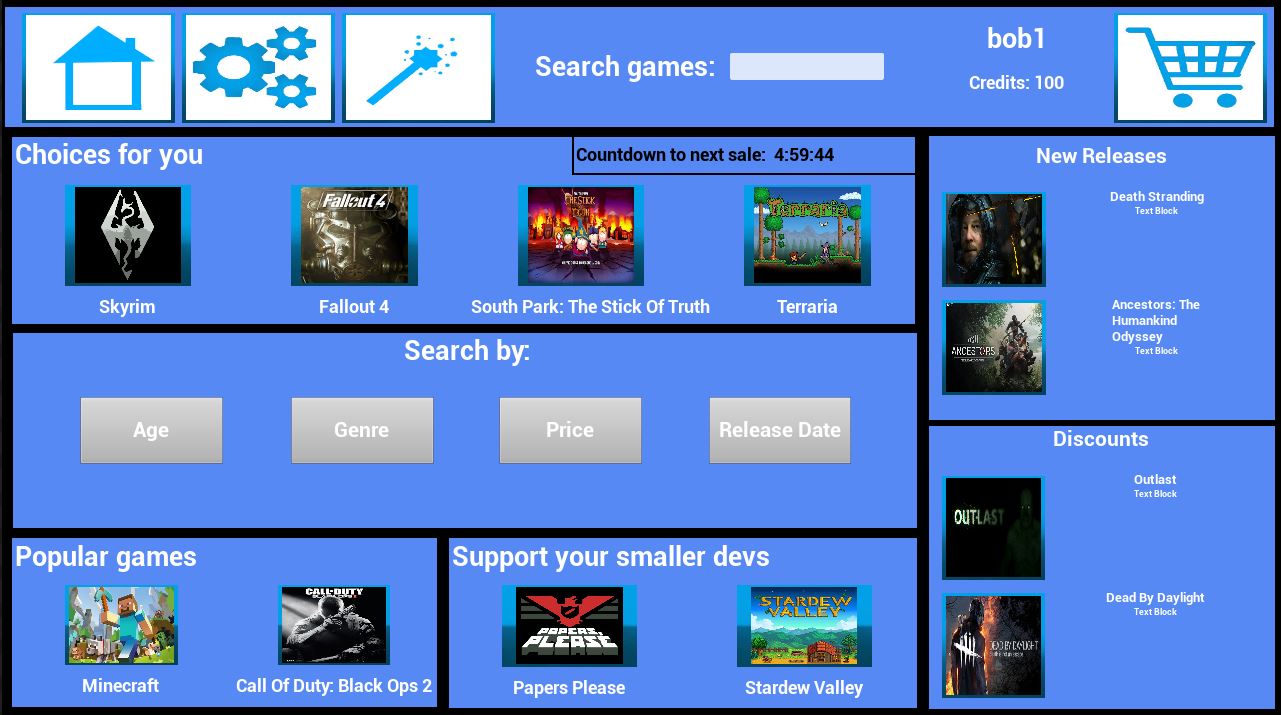 Search games:
bob1
Credits: 100
Choices for you
Countdown to next sale: 4:59:44
Fallout 4
THE STICK
OF TRUTH
Terraria
Skyrim
Fallout 4
South Park: The Stick Of Truth
Terraria
Search by:
Age
Genre
Price
Release Date
Popular games
CALL·DUTY
Minecraft
Call Of Duty: Black Ops 2
Support your smaller devs
PAPERS,
PLEASE
STARDEW
VALLEY
Papers Please
Stardew Valley
New Releases
Death Stranding
Text Block
ANCESTORS
Ancestors: The
Humankind
Odyssey
Text Block
Discounts
OUTLAST
Outlast
Text Block
DEAD BY DAYLIGHT
Dead By Daylight
Text Block